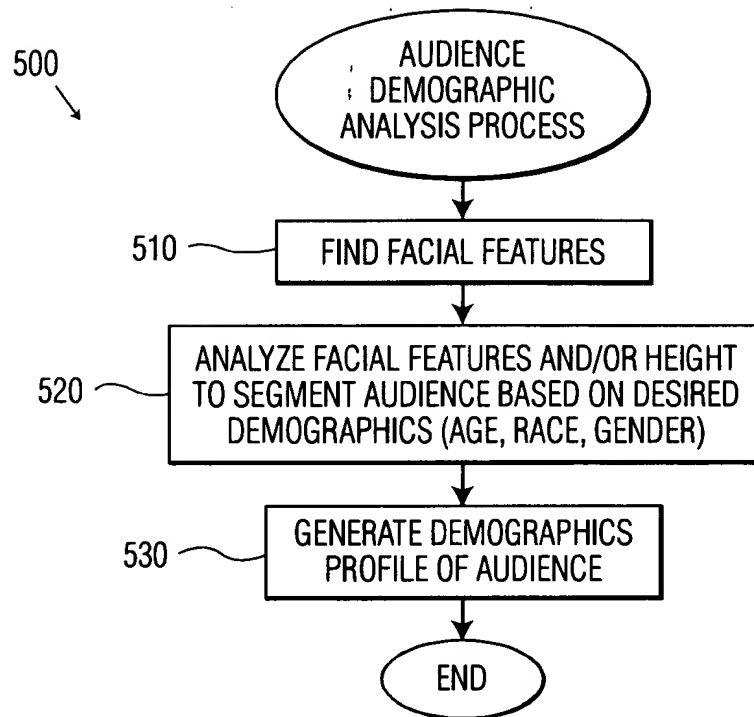 500
AUDIENCE
DEMOGRAPHIC
ANALYSIS PROCESS
510
FIND FACIAL FEATURES
520
ANALYZE FACIAL FEATURES AND/OR HEIGHT
TO SEGMENT AUDIENCE BASED ON DESIRED
DEMOGRAPHICS (AGE, RACE, GENDER)
530
GENERATE DEMOGRAPHICS
PROFILE OF AUDIENCE
END